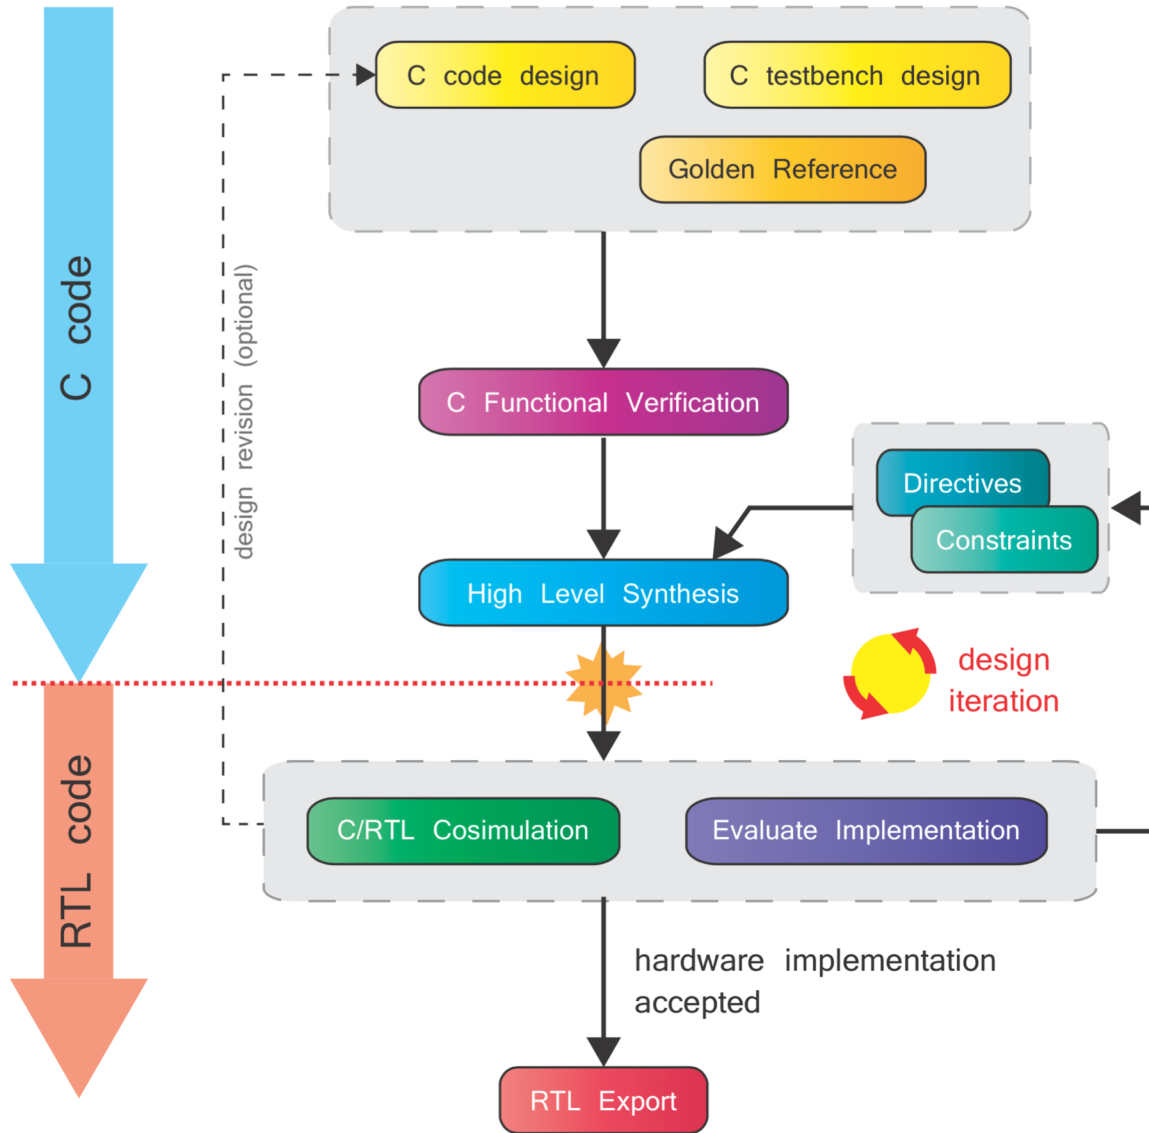 C code design
C testbench design
Golden Reference
C code
design revision (optional)
C Functional Verification
Directives
Constraints
High Level Synthesis
design
iteration
RTL code
C/RTL Cosimulation
Evaluate Implementation
hardware implementation
accepted
RTL Export